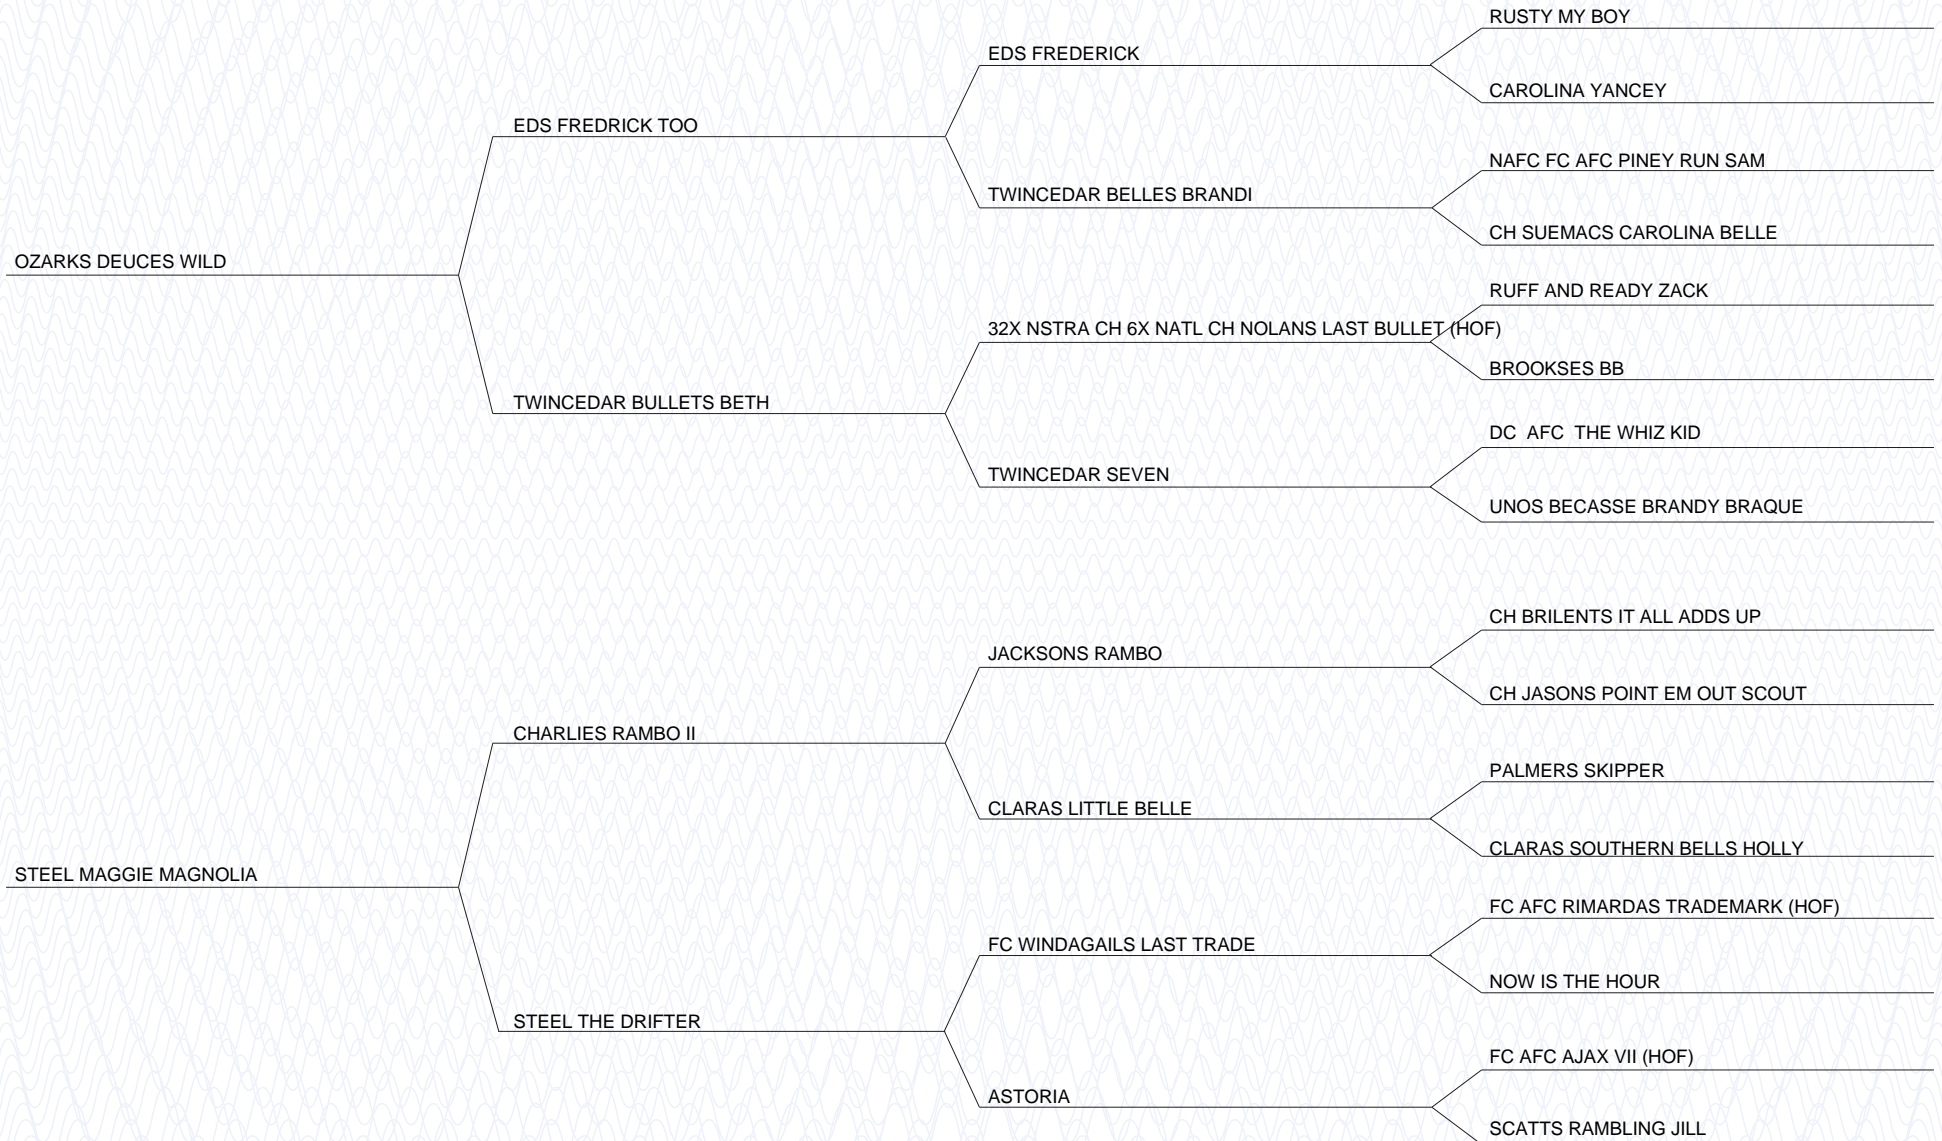 RUSTY MY BOY
EDS FREDERICK
CAROLINA YANCEY
EDS FREDRICK TOO
NAFC FC AFC PINEY RUN SAM
TWINCEDAR BELLES BRANDI
CH SUEMACS CAROLINA BELLE
OZARKS DEUCES WILD
RUFF AND READY ZACK
32X NSTRA CH 6X NATL CH NOLANS LAST BULLET (HOF)
BROOKSES BB
TWINCEDAR BULLETS BETH
DC  AFC  THE WHIZ KID
TWINCEDAR SEVEN
UNOS BECASSE BRANDY BRAQUE
CH BRILENTS IT ALL ADDS UP
JACKSONS RAMBO
CH JASONS POINT EM OUT SCOUT
CHARLIES RAMBO II
PALMERS SKIPPER
CLARAS LITTLE BELLE
CLARAS SOUTHERN BELLS HOLLY
STEEL MAGGIE MAGNOLIA
FC AFC RIMARDAS TRADEMARK (HOF)
FC WINDAGAILS LAST TRADE
NOW IS THE HOUR
STEEL THE DRIFTER
FC AFC AJAX VII (HOF)
ASTORIA
SCATTS RAMBLING JILL